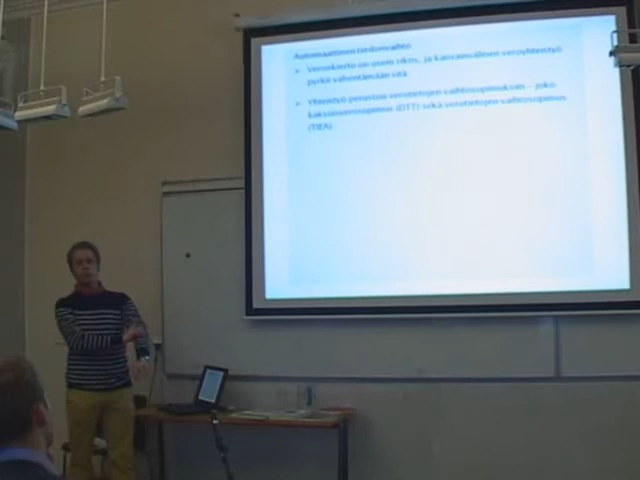 Automaattinen tiedonvaihto
Veronkierto on usein rikos, ja kansainvälinen veroyhteistyö
pyrkii vähentämään sitä
Yhteistyö perustuu verotietojen vaihtosopimuksiin – joko
kaksinverosopimus (DTT) sekä verotietojen vaihtosopimus
(TIEA)